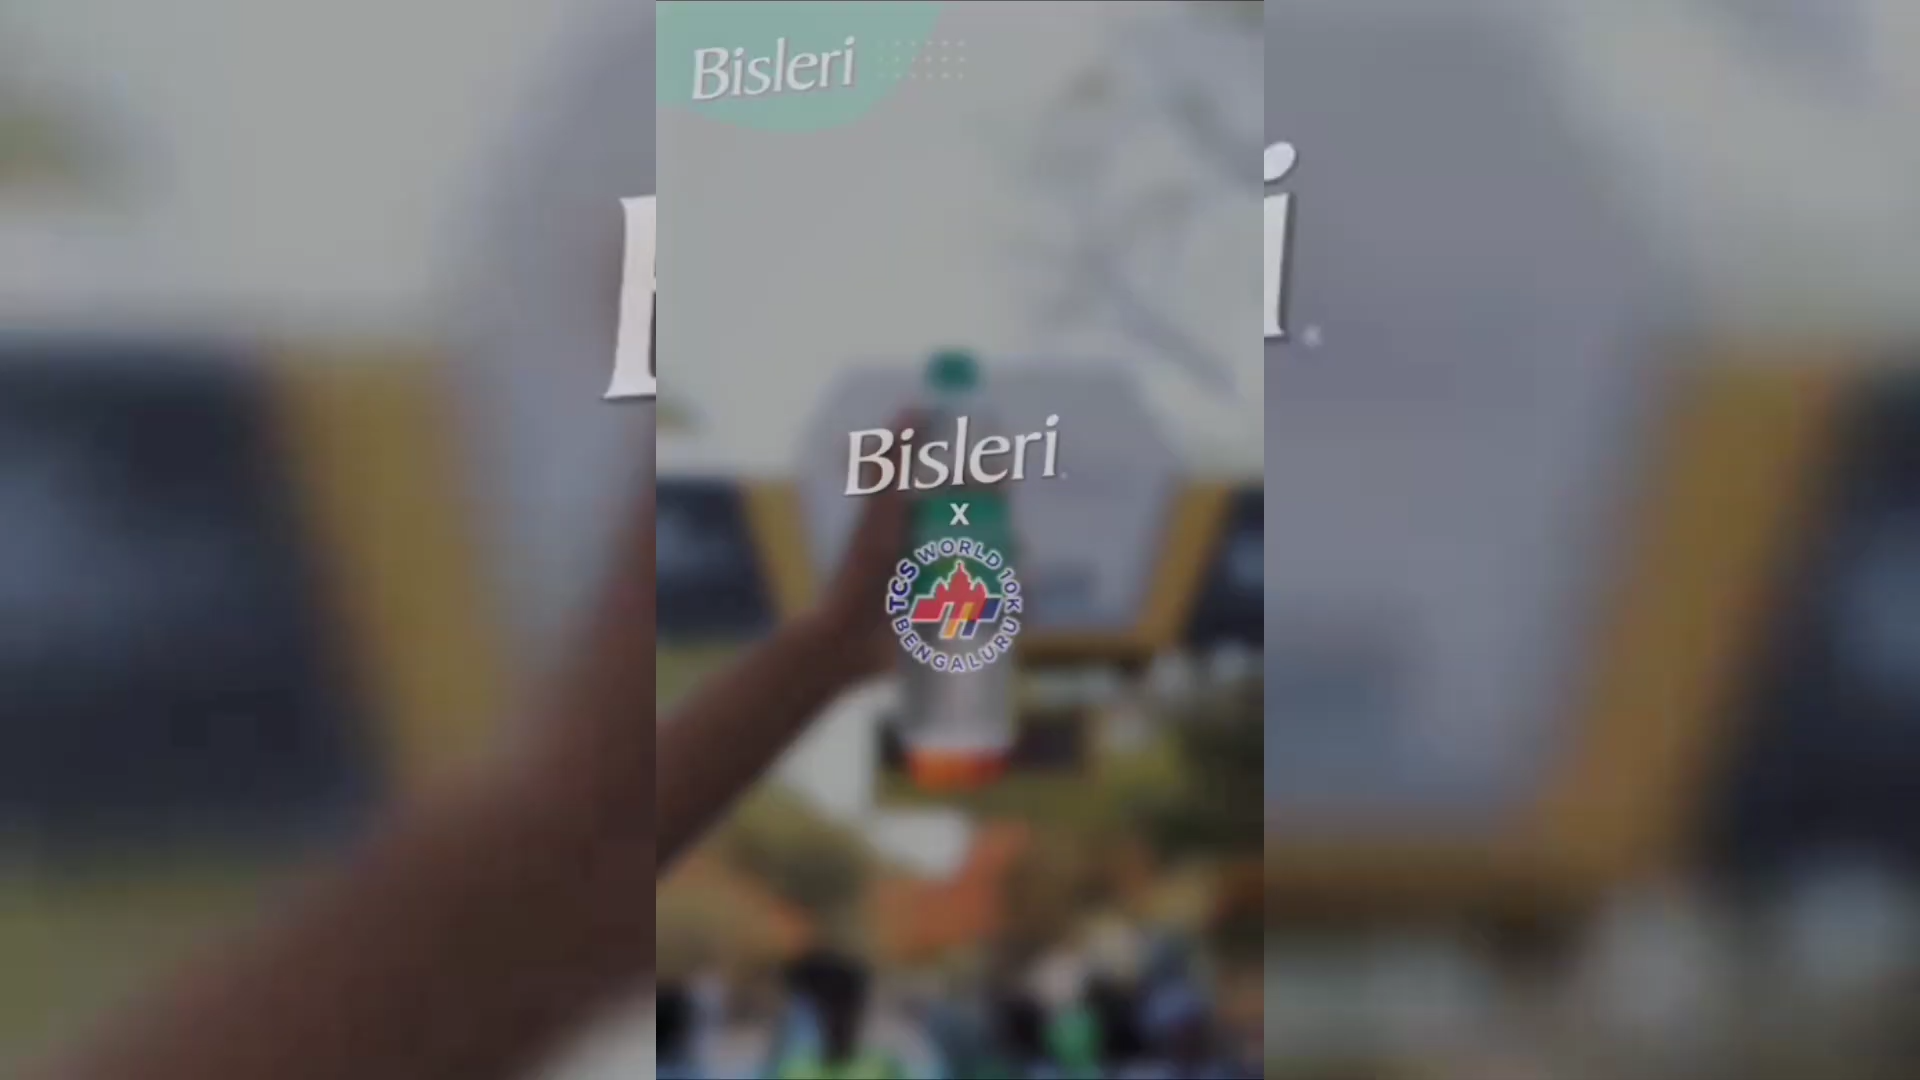 Bisleri
Bisleri
X
TCS WORLD 10K
BENGALURU